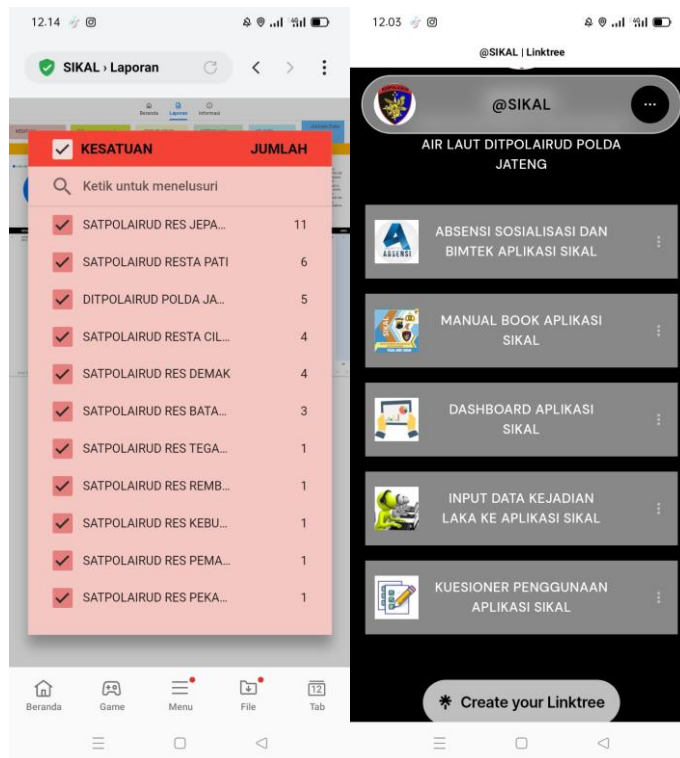 12.14
SIKAL › Laporan
Beranda Laporan Informasi
KESATUAN JUMLAH
Ketik untuk menelusuri
SATPOLAIRUD RES JEPA... 11
SATPOLAIRUD RESTA PATI 6
DITPOLAIRUD POLDA JA... 5
SATPOLAIRUD RESTA CIL... 4
SATPOLAIRUD RES DEMAK 4
SATPOLAIRUD RES BATA... 3
SATPOLAIRUD RES TEGA... 1
SATPOLAIRUD RES REMB... 1
SATPOLAIRUD RES KEBU... 1
SATPOLAIRUD RES PEMA... 1
SATPOLAIRUD RES PEKA... 1
Beranda Game Menu File 12 Tab
12.03
@SIKAL | Linktree
@SIKAL
AIR LAUT DITPOLAIRUD POLDA
JATENG
ABSENSI
ABSENSI SOSIALISASI DAN
BIMTEK APLIKASI SIKAL
MANUAL BOOK APLIKASI
SIKAL
DASHBOARD APLIKASI
SIKAL
INPUT DATA KEJADIAN
LAKA KE APLIKASI SIKAL
KUESIONER PENGGUNAAN
APLIKASI SIKAL
Create your Linktree